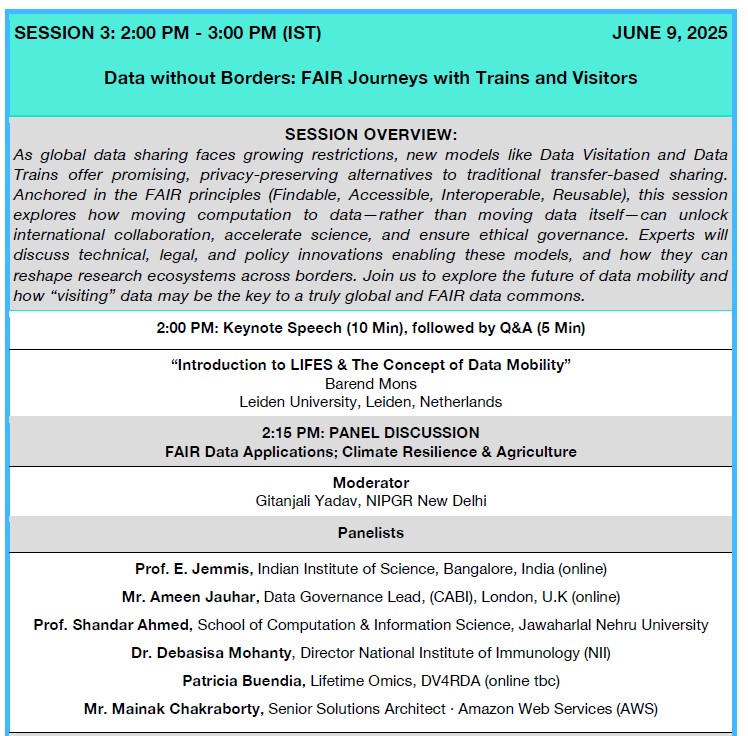 SESSION 3: 2:00 PM - 3:00 PM (IST) JUNE 9, 2025
Data without Borders: FAIR Journeys with Trains and Visitors
SESSION OVERVIEW:
As global data sharing faces growing restrictions, new models like Data Visitation and Data
Trains offer promising, privacy-preserving alternatives to traditional transfer-based sharing.
Anchored in the FAIR principles (Findable, Accessible, Interoperable, Reusable), this session
explores how moving computation to data—rather than moving data itself—can unlock
international collaboration, accelerate science, and ensure ethical governance. Experts will
discuss technical, legal, and policy innovations enabling these models, and how they can
reshape research ecosystems across borders. Join us to explore the future of data mobility and
how “visiting” data may be the key to a truly global and FAIR data commons.
2:00 PM: Keynote Speech (10 Min), followed by Q&A (5 Min)
“Introduction to LIFES & The Concept of Data Mobility”
Barend Mons
Leiden University, Leiden, Netherlands
2:15 PM: PANEL DISCUSSION
FAIR Data Applications; Climate Resilience & Agriculture
Moderator
Gitanjali Yadav, NIPGR New Delhi
Panelists
Prof. E. Jemmis, Indian Institute of Science, Bangalore, India (online)
Mr. Ameen Jauhar, Data Governance Lead, (CABI), London, U.K (online)
Prof. Shandar Ahmed, School of Computation & Information Science, Jawaharlal Nehru University
Dr. Debasisa Mohanty, Director National Institute of Immunology (NII)
Patricia Buendia, Lifetime Omics, DV4RDA (online tbc)
Mr. Mainak Chakraborty, Senior Solutions Architect · Amazon Web Services (AWS)